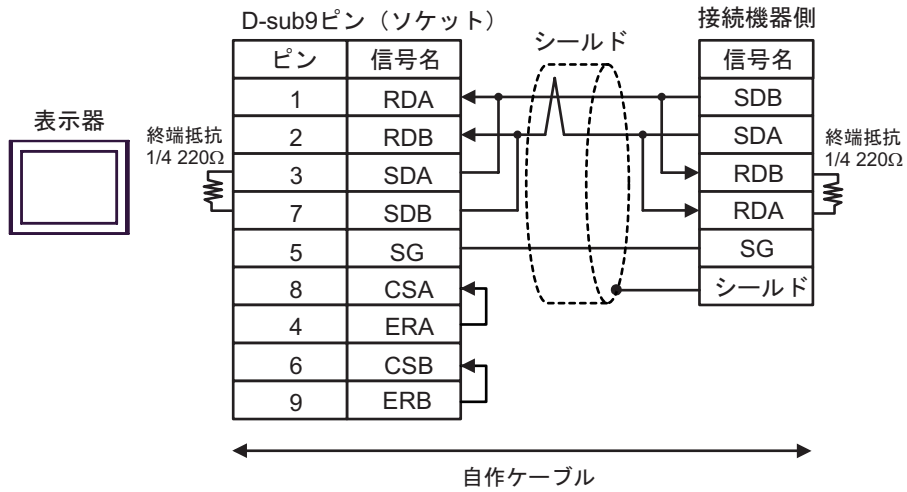 D-sub9ピン（ソケット）
接続機器側
シールド
ピン 信号名
信号名
1 RDA
SDB
2 RDB
SDA
3 SDA
RDB
7 SDB
RDA
5 SG
SG
8 CSA
シールド
4 ERA
6 CSB
9 ERB
表示器
終端抵抗
1/4 220Ω
終端抵抗
1/4 220Ω
自作ケーブル